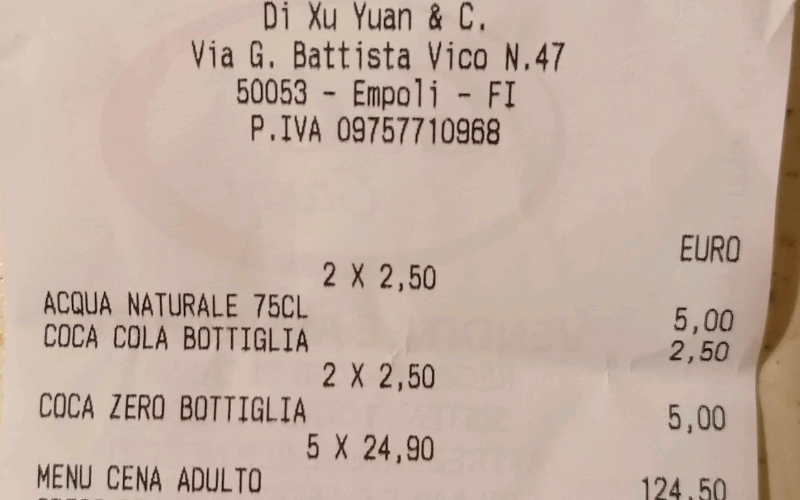 Di Xu Yuan & C.
Via G. Battista Vico N.47
50053 - Empoli - FI
P.IVA 09757710968
EURO
2 X 2,50
ACQUA NATURALE 75CL 5,00
COCA COLA BOTTIGLIA 2,50
2 X 2,50
COCA ZERO BOTTIGLIA 5,00
5 X 24,90
MENU CENA ADULTO 124,50